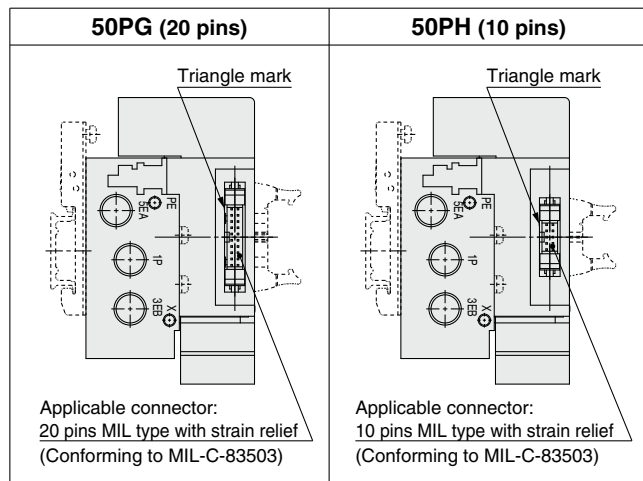 50PG (20 pins)
Triangle mark
PE
5EA
1P
3EB
X
Applicable connector:
20 pins MIL type with strain relief
(Conforming to MIL-C-83503)
50PH (10 pins)
Triangle mark
PE
5EA
1P
3EB
X
Applicable connector:
10 pins MIL type with strain relief
(Conforming to MIL-C-83503)